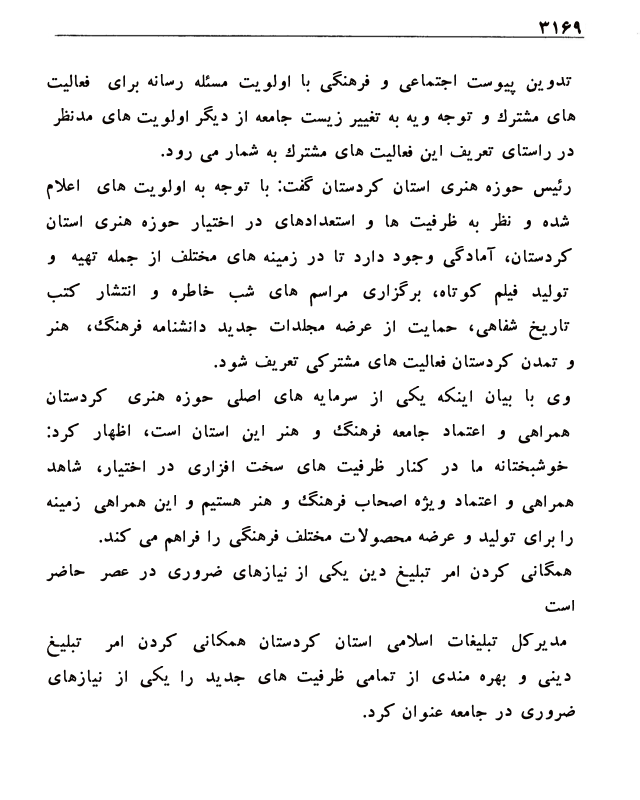 ۳۱۶۹
تدوین پیوست اجتماعی و فرهنگی با اولویت مسئله رسانه برای فعالیت
های مشترك و توجه ویه به تغییر زیست جامعه از دیگر اولویت های مدنظر
در راستای تعریف این فعالیت های مشترك به شمار می رود.
رئیس حوزه هنری استان کردستان گفت: با توجه به اولویت های اعلام
شده و نظر به ظرفیت ها و استعدادهای در اختیار حوزه هنری استان
کردستان، آمادگی وجود دارد تا در زمینه های مختلف از جمله تهیه و
تولید فیلم کوتاه، برگزاری مراسم های شب خاطره و انتشار کتب
تاریخ شفاهی، حمایت از عرضه مجلدات جدید دانشنامه فرهنگ، هنر
و تمدن کردستان فعالیت های مشترکی تعریف شود.
وی با بیان اینکه یکی از سرمایه های اصلی حوزه هنری کردستان
همراهی و اعتماد جامعه فرهنگ و هنر این استان است، اظهار کرد:
خوشبختانه ما در کنار ظرفیت های سخت افزاری در اختیار، شاهد
همراهی و اعتماد ویژه اصحاب فرهنگ و هنر هستیم و این همراهی زمینه
را برای تولید و عرضه محصولات مختلف فرهنگی را فراهم می کند.
همگانی کردن امر تبلیغ دین یکی از نیازهای ضروری در عصر حاضر
است
مدیرکل تبلیغات اسلامی استان کردستان همکانی کردن امر تبلیغ
دینی و بهره مندی از تمامی ظرفیت های جدید را یکی از نیازهای
ضروری در جامعه عنوان کرد.